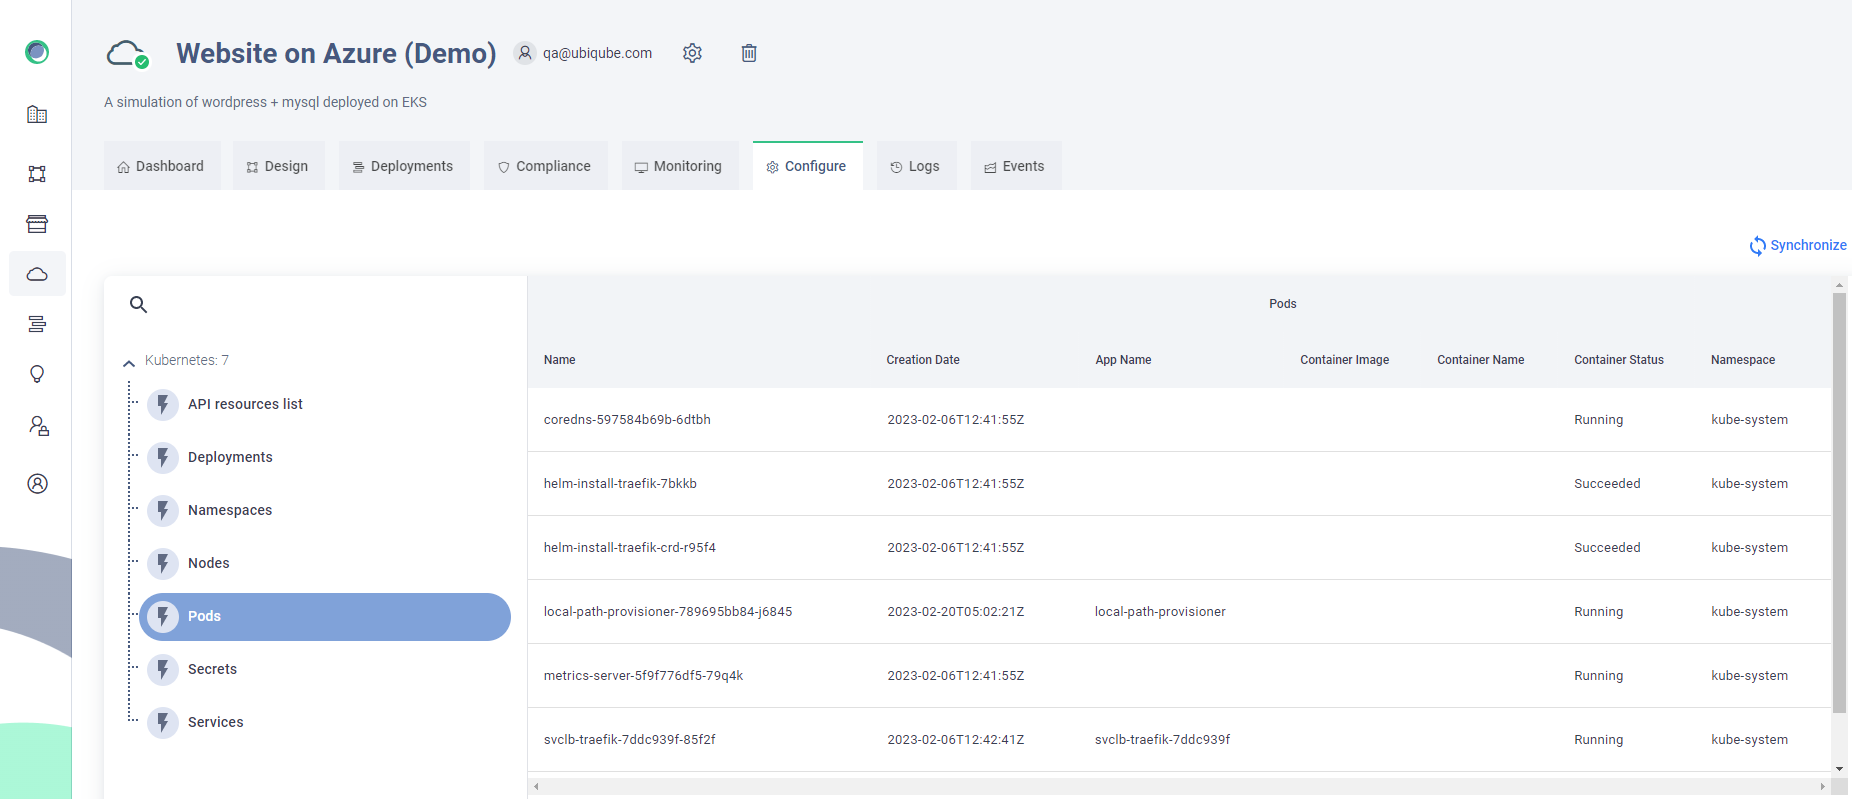 Website on Azure (Demo) qa@ubiqube.com
A simulation of wordpress + mysql deployed on EKS
Dashboard Design Deployments Compliance Monitoring Configure Logs Events
Synchronize
Kubernetes: 7
API resources list
Deployments
Namespaces
Nodes
Pods
Secrets
Services
Pods
Name Creation Date App Name Container Image Container Name Container Status Namespace
coredns-597584b69b-6dtbh 2023-02-06T12:41:55Z Running kube-system
helm-install-traefik-7bkkb 2023-02-06T12:41:55Z Succeeded kube-system
helm-install-traefik-crd-r95f4 2023-02-06T12:41:55Z Succeeded kube-system
local-path-provisioner-789695bb84-j6845 2023-02-20T05:02:21Z local-path-provisioner Running kube-system
metrics-server-5f9f776df5-79q4k 2023-02-06T12:41:55Z Running kube-system
svclb-traefik-7ddc939f-85f2f 2023-02-06T12:42:41Z svclb-traefik-7ddc939f Running kube-system